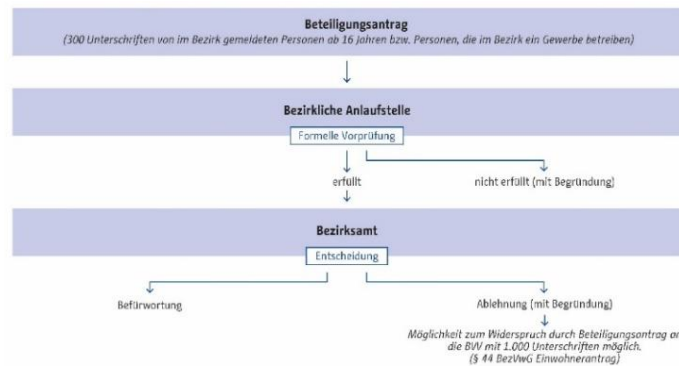 Beteiligungsantrag
(300 Unterschriften von im Bezirk gemeldeten Personen ab 16 Jahren bzw. Personen, die im Bezirk ein Gewerbe betreiben)
Bezirkliche Anlaufstelle
Formelle Vorprüfung
erfüllt
nicht erfüllt (mit Begründung)
Bezirksamt
Entscheidung
Befürwortung
Ablehnung (mit Begründung)
Möglichkeit zum Widerspruch durch Beteiligungsantrag an
die BVV mit 1.000 Unterschriften möglich.
(§ 44 BezVwG Einwohnerantrag)